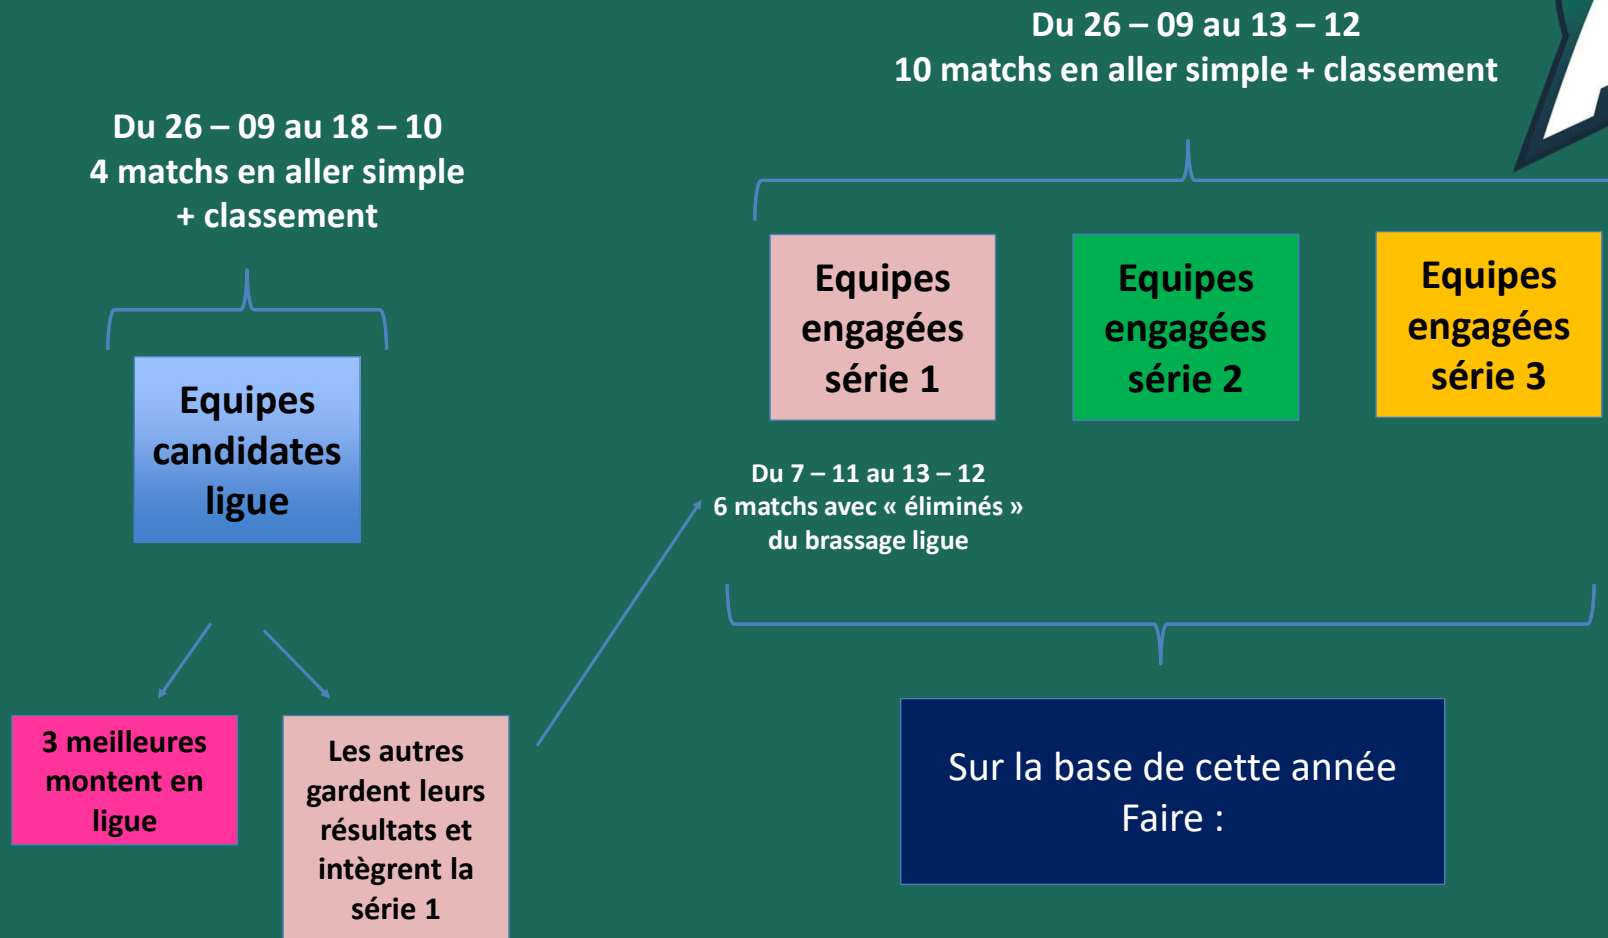 Du 26 – 09 au 13 – 12
10 matchs en aller simple + classement
Du 26 – 09 au 18 – 10
4 matchs en aller simple
+ classement
Equipes
engagées
série 1
Equipes
engagées
série 2
Equipes
engagées
série 3
Equipes
candidates
ligue
Du 7 – 11 au 13 – 12
6 matchs avec « éliminés »
du brassage ligue
3 meilleures
montent en
ligue
Les autres
gardent leurs
résultats et
intègrent la
série 1
Sur la base de cette année
Faire :